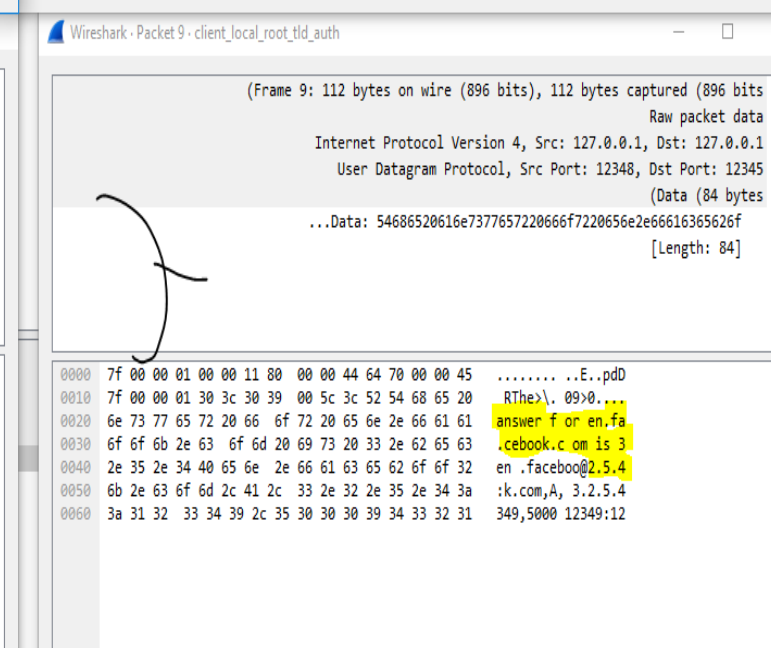 Wireshark · Packet 9 · client_local_root_tld_auth
(Frame 9: 112 bytes on wire (896 bits), 112 bytes captured (896 bits
Raw packet data
Internet Protocol Version 4, Src: 127.0.0.1, Dst: 127.0.0.1
User Datagram Protocol, Src Port: 12348, Dst Port: 12345
(Data (84 bytes
...Data: 54686520616e7377657220666f7220656e2e66616365626f
[Length: 84]
0000 7f 00 00 01 00 00 11 80 00 00 44 64 70 00 00 45 ........ ..E..pdD
0010 7f 00 00 01 30 3c 30 39 00 5c 3c 52 54 68 65 20 RThe>\. 09>0....
0020 6e 73 77 65 72 20 66 6f 72 20 65 6e 2e 66 61 61 answer f or en.fa
0030 6f 6f 6b 2e 63 6f 6d 20 69 73 20 33 2e 62 65 63 .cebook.c om is 3
0040 2e 35 2e 34 40 65 6e 2e 66 61 63 65 62 6f 6f 32 en .faceboo@2.5.4
0050 6b 2e 63 6f 6d 2c 41 2c 33 2e 32 2e 35 2e 34 3a :k.com,A, 3.2.5.4
0060 3a 31 32 33 34 39 2c 35 30 30 30 39 34 33 32 31 349,5000 12349:12